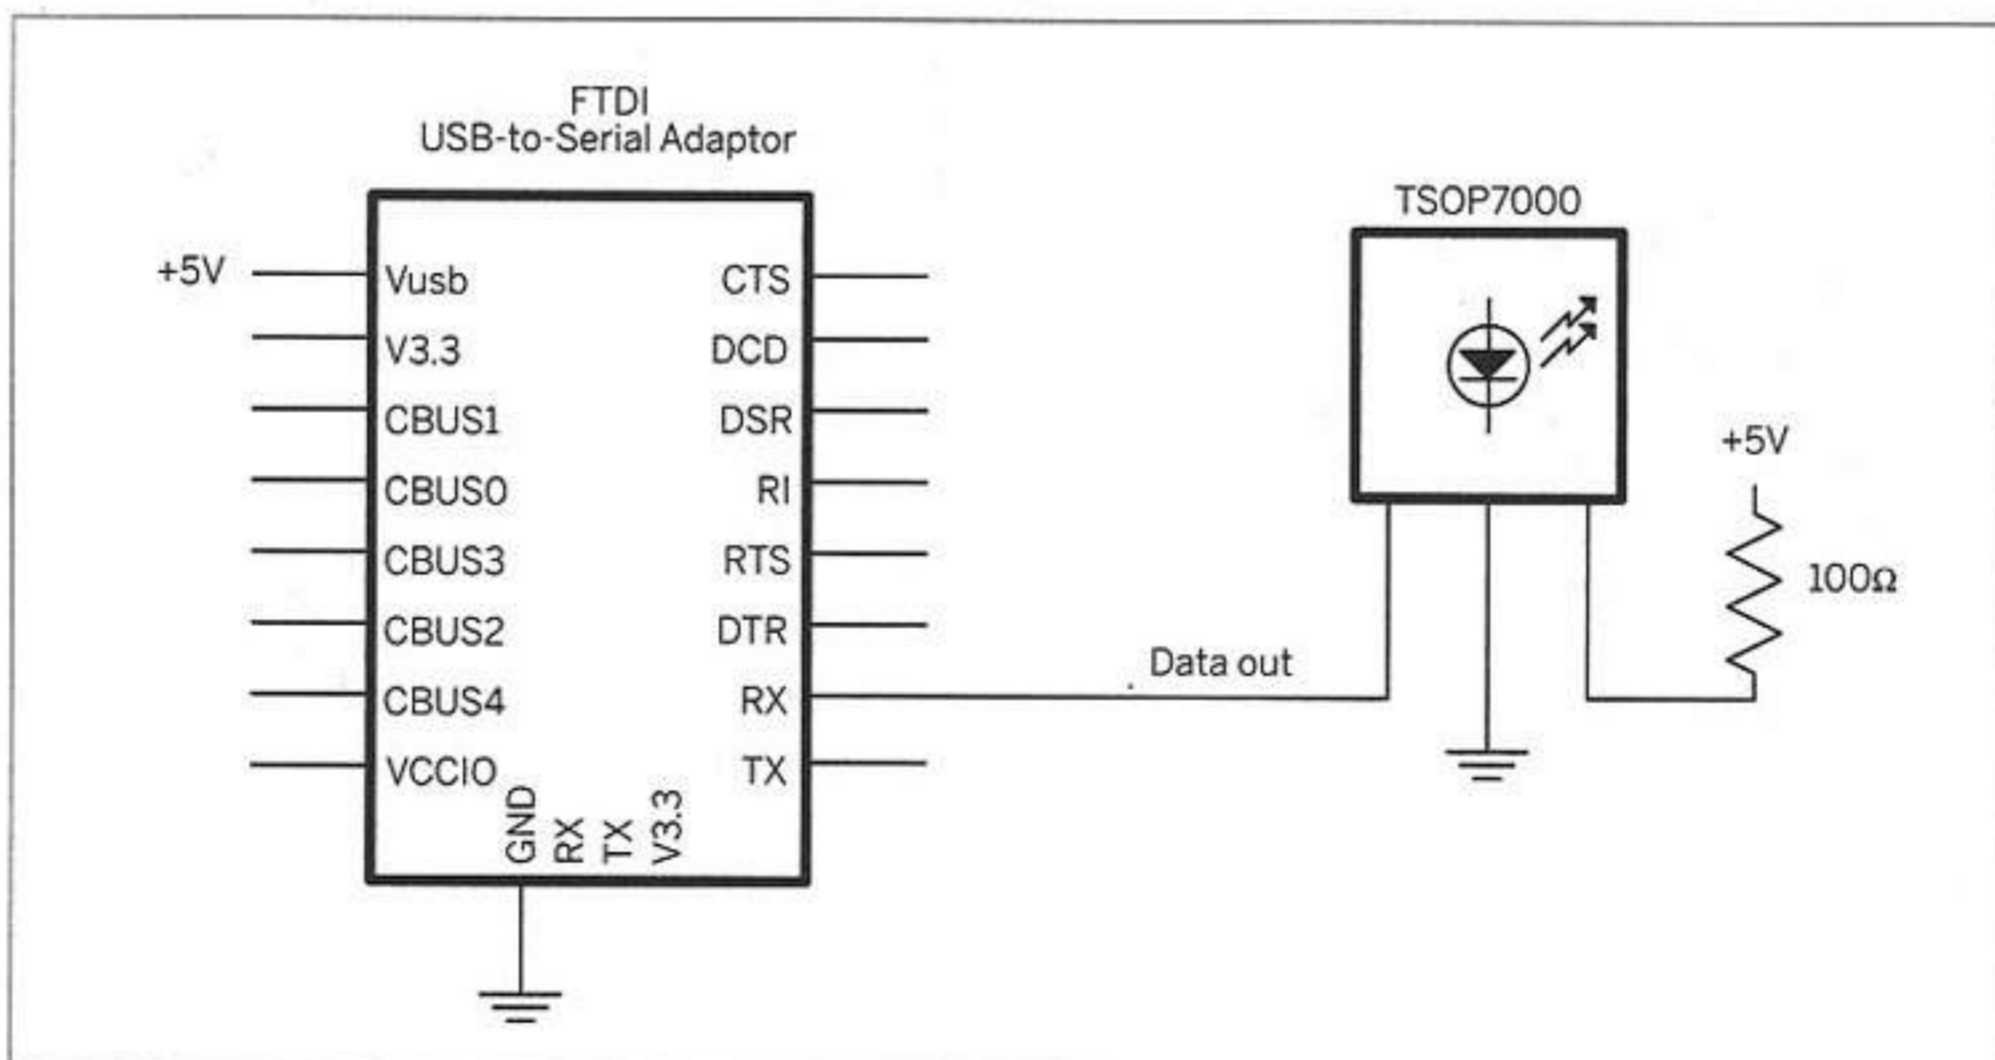 FTDI
USB-to-Serial Adaptor
+5V
Vusb
V3.3
CBUS1
CBUS0
CBUS3
CBUS2
CBUS4
VCCIO
GND
RX
TX
V3.3
CTS
DCD
DSR
RI
RTS
DTR
RX
TX
Data out
TSOP7000
+5V
100Ω